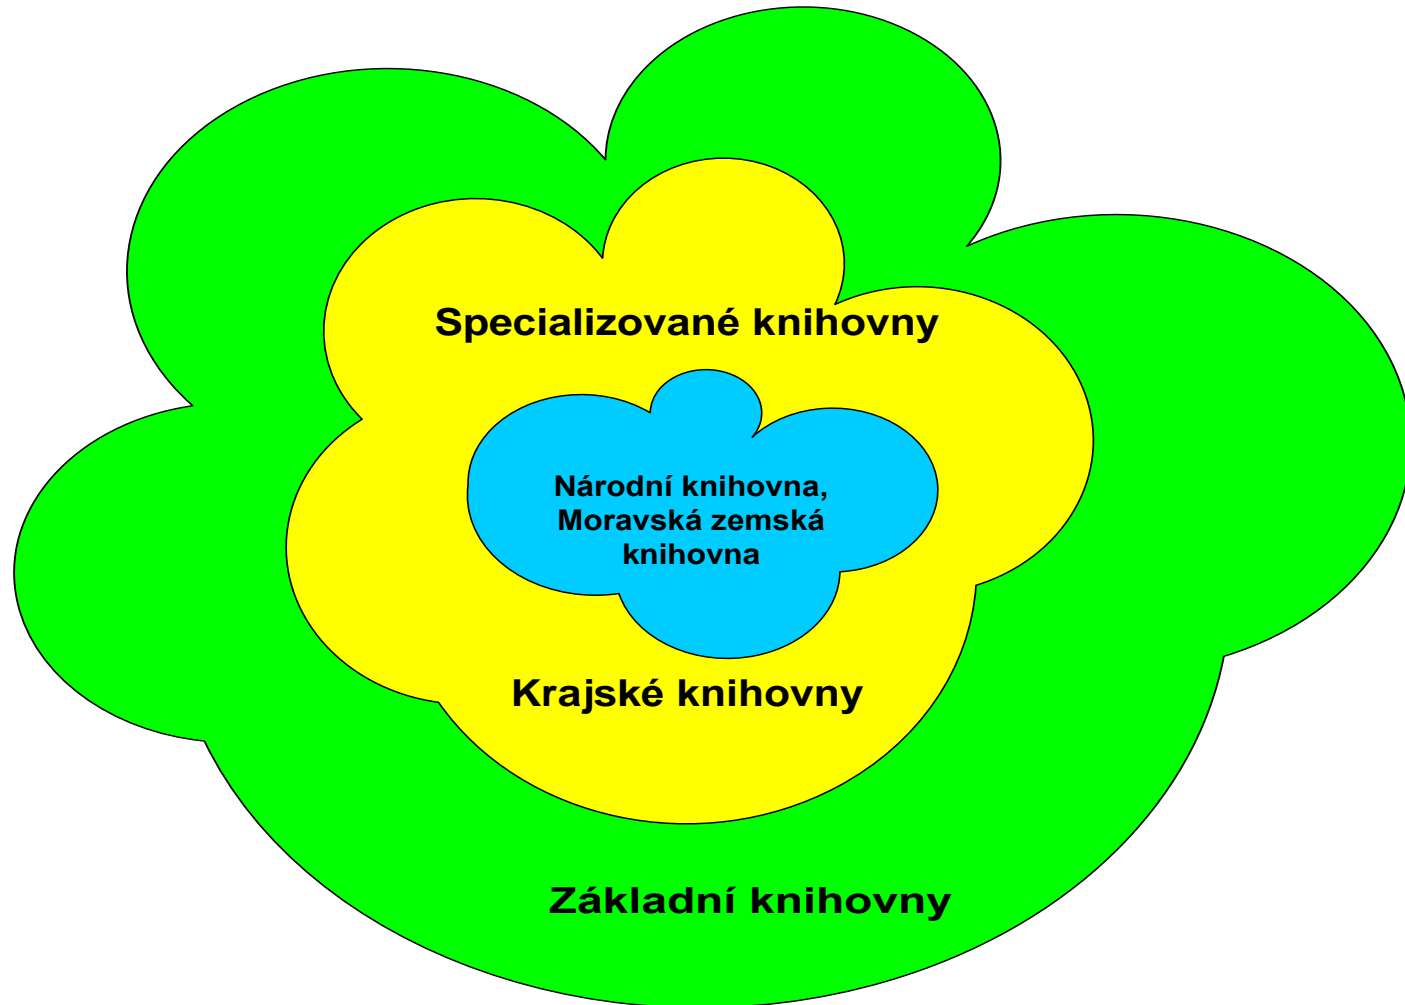 Specializované knihovny
Národní knihovna,
Moravská zemská
knihovna
Krajské knihovny
Základní knihovny